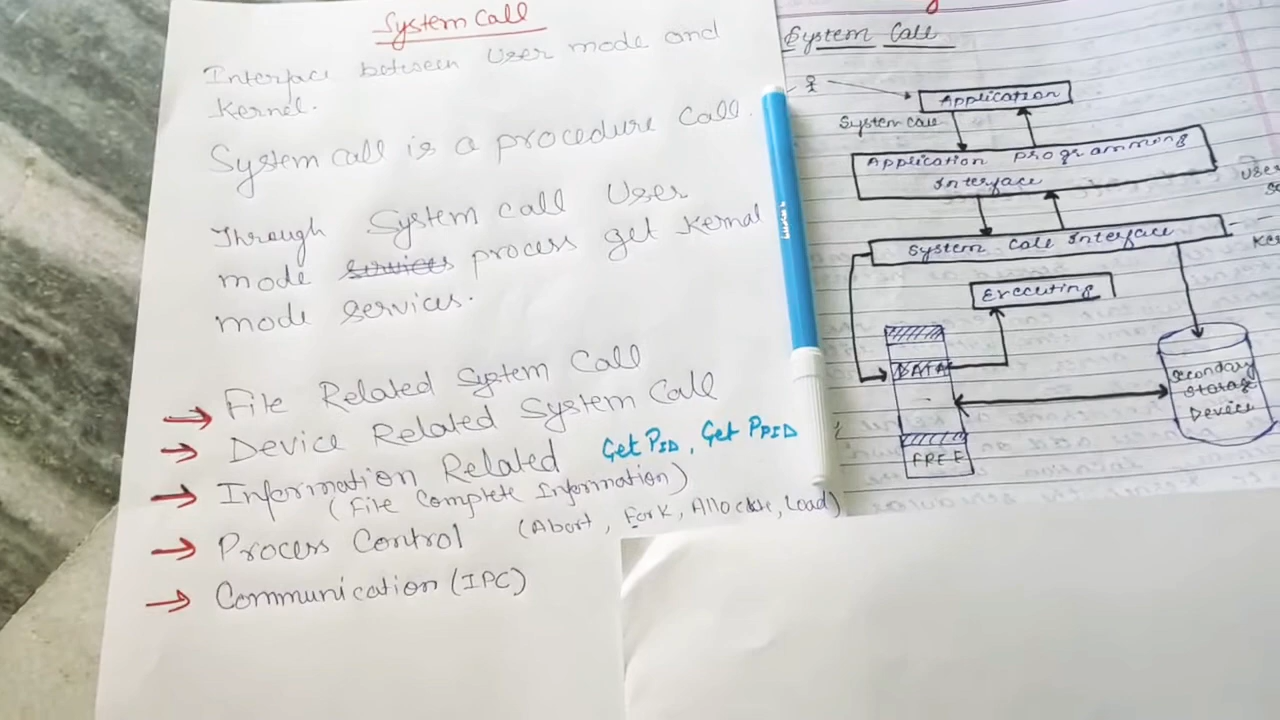 System Call
Interface between User mode and
Kernel.
System call is a procedure call.
Through System call User
mode services process get Kernal
mode services.
File Related System Call
Device Related System Call
Information Related Get PID, Get PPID
(File Complete Information)
Process Control (Abort, Fork, Allocate, Load)
Communication (IPC)
System Call
Application
System call
Application programmong
interface
User
System Call Interface
Ker
Executing
DATA
FREE
Secondary
Storage
Device